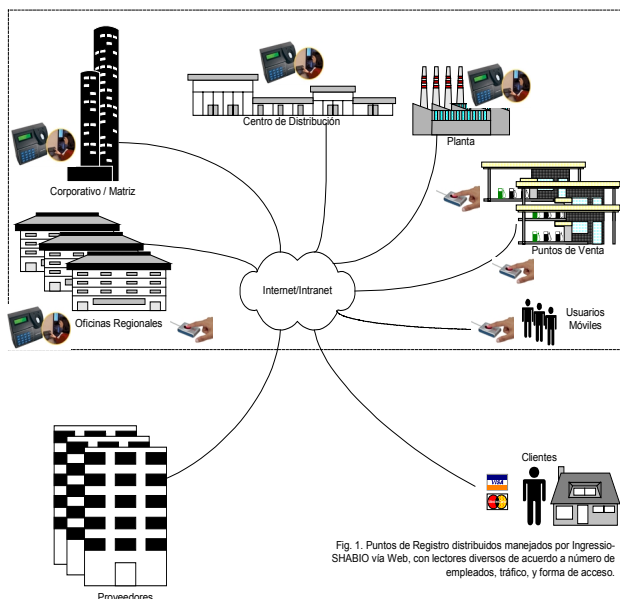 Centro de Distribución
Planta
Corporativo / Matriz
Puntos de Venta
Internet/Intranet
Oficinas Regionales
Usuarios
Móviles
Clientes
VISA
Fig. 1. Puntos de Registro distribuidos manejados por Ingressio-
SHABIO vía Web, con lectores diversos de acuerdo a número de
empleados, tráfico, y forma de acceso.
Proveedores